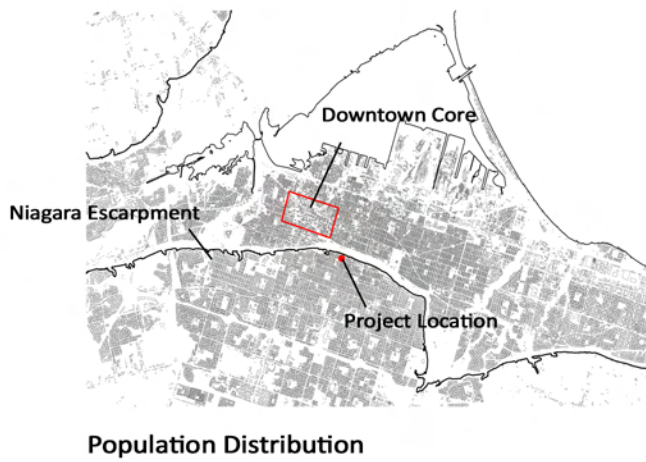 Downtown Core
Niagara Escarpment
Project Location
Population Distribution